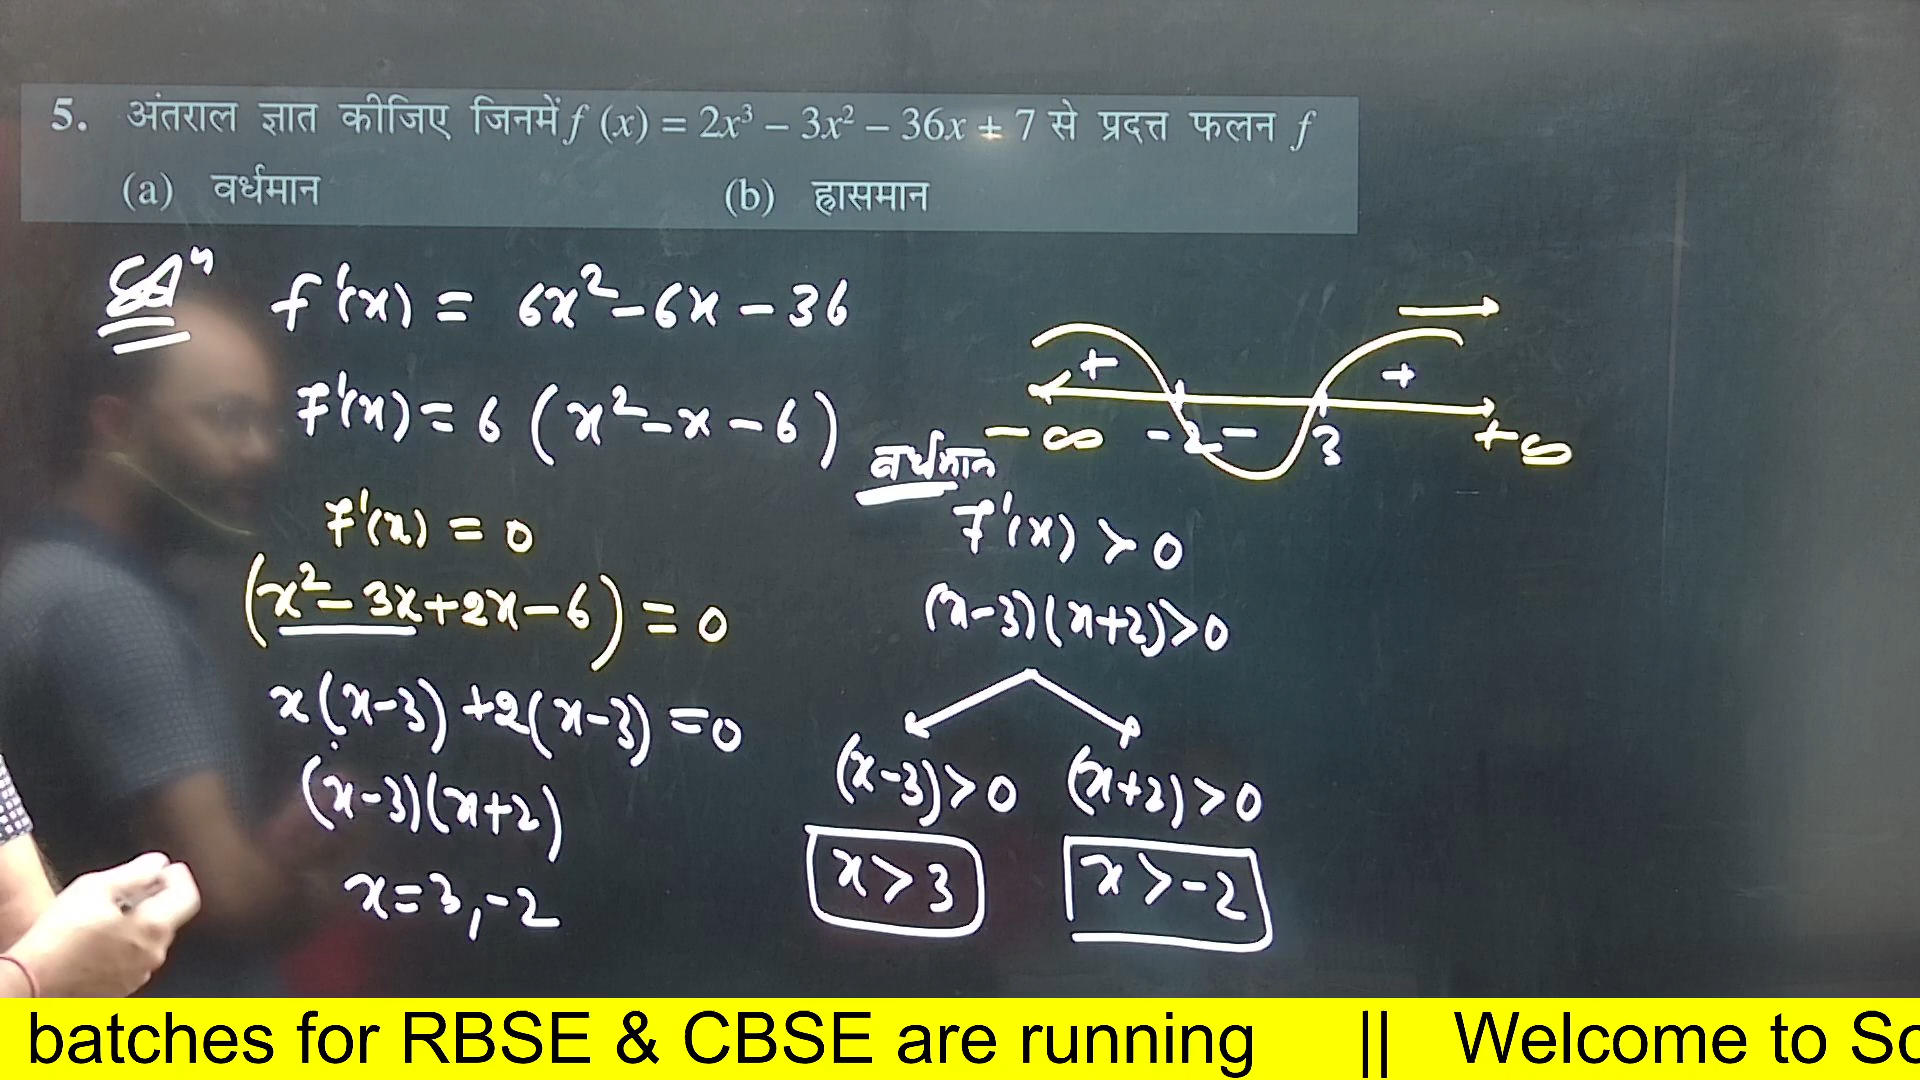 5. अंतराल ज्ञात कीजिए जिनमें f (x) = 2x³ – 3x² – 36x + 7 से प्रदत्त फलन f
(a) वर्धमान (b) ह्रासमान
Solⁿ f'(x) = 6x² - 6x - 36
f'(x) = 6 (x² - x - 6)
f'(x) = 0
(x² - 3x + 2x - 6) = 0
x(x-3) + 2(x-3) = 0
(x-3)(x+2)
x = 3, -2
+ +
- ∞ -2 - 3 + ∞
वर्धमान
f'(x) > 0
(x-3)(x+2) > 0
(x-3) > 0 (x+2) > 0
x > 3 x > -2
batches for RBSE & CBSE are running || Welcome to So